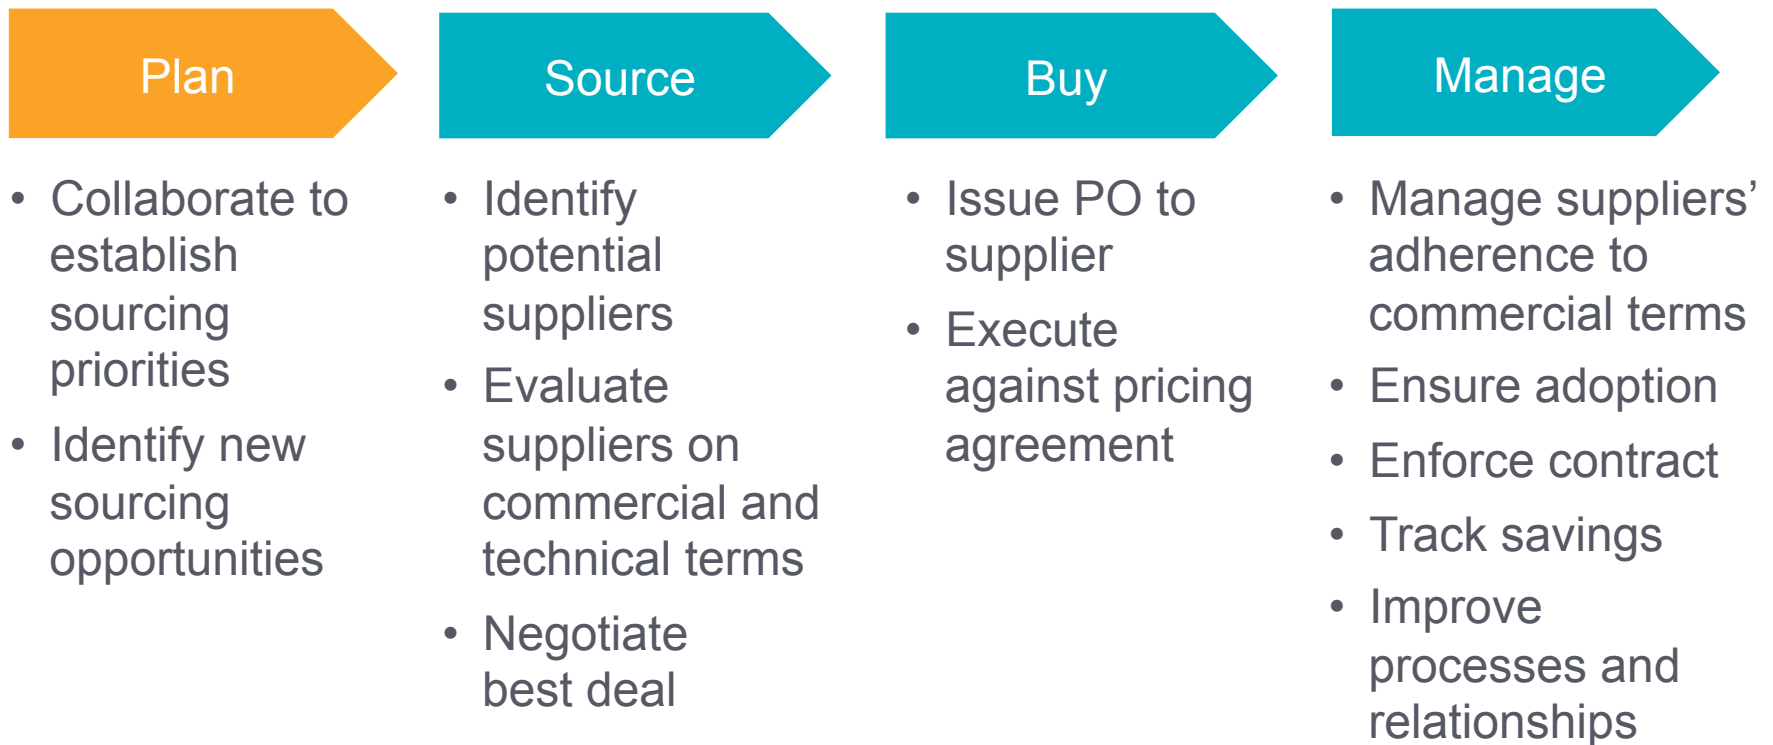 Plan
• Collaborate to
establish
sourcing
priorities
• Identify new
sourcing
opportunities
Source
• Identify
potential
suppliers
• Evaluate
suppliers on
commercial and
technical terms
• Negotiate
best deal
Buy
• Issue PO to
supplier
• Execute
against pricing
agreement
Manage
• Manage suppliers’
adherence to
commercial terms
• Ensure adoption
• Enforce contract
• Track savings
• Improve
processes and
relationships